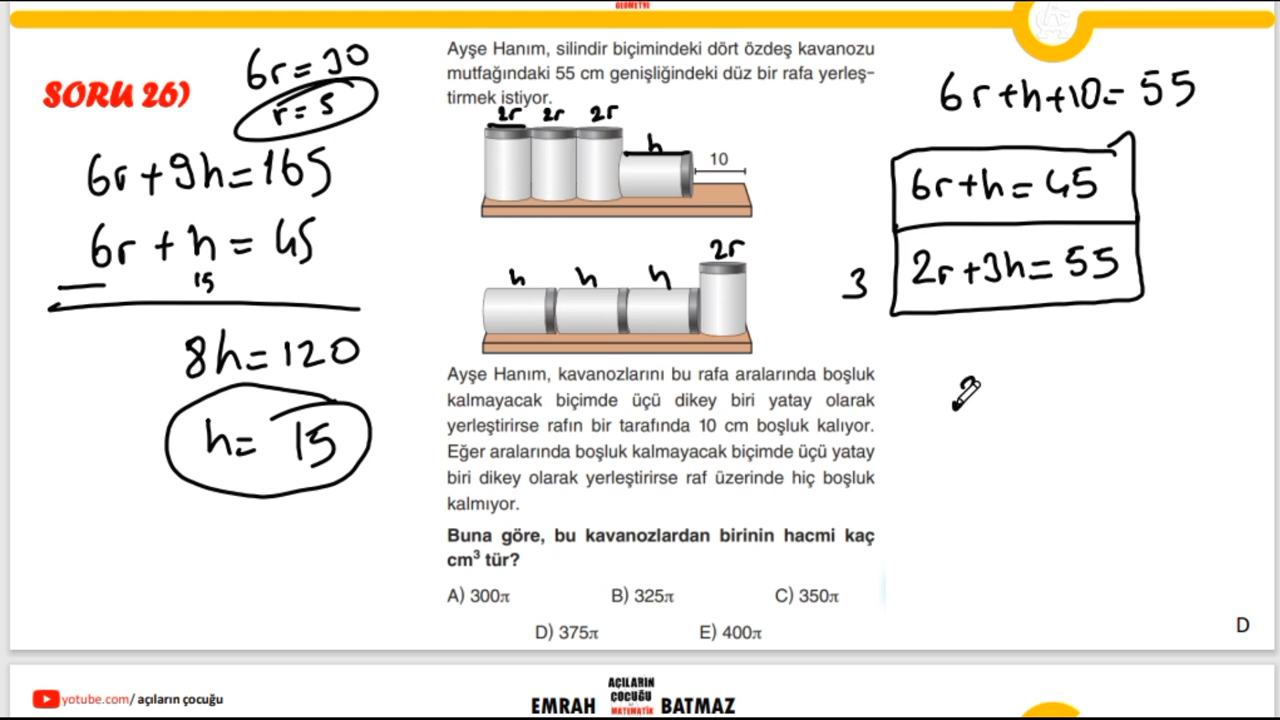 GEOMETRİ
SORU 26)
6r = 30
r = 5
6r + 9h = 165
6r + h = 45
15
8h = 120
h = 15
Ayşe Hanım, silindir biçimindeki dört özdeş kavanozu
mutfağındaki 55 cm genişliğindeki düz bir rafa yerleş-
tirmek istiyor.
2r 2r 2r
h
10
2r
h h h
Ayşe Hanım, kavanozlarını bu rafa aralarında boşluk
kalmayacak biçimde üçü dikey biri yatay olarak
yerleştirirse rafın bir tarafında 10 cm boşluk kalıyor.
Eğer aralarında boşluk kalmayacak biçimde üçü yatay
biri dikey olarak yerleştirirse raf üzerinde hiç boşluk
kalmıyor.
Buna göre, bu kavanozlardan birinin hacmi kaç
cm³ tür?
A) 300π B) 325π C) 350π
D) 375π E) 400π
6r+h+10= 55
6r+h = 45
3 2r+3h= 55
D
yotube.com/ açıların çocuğu
EMRAH AÇILARIN ÇOCUĞU MATEMATİK BATMAZ